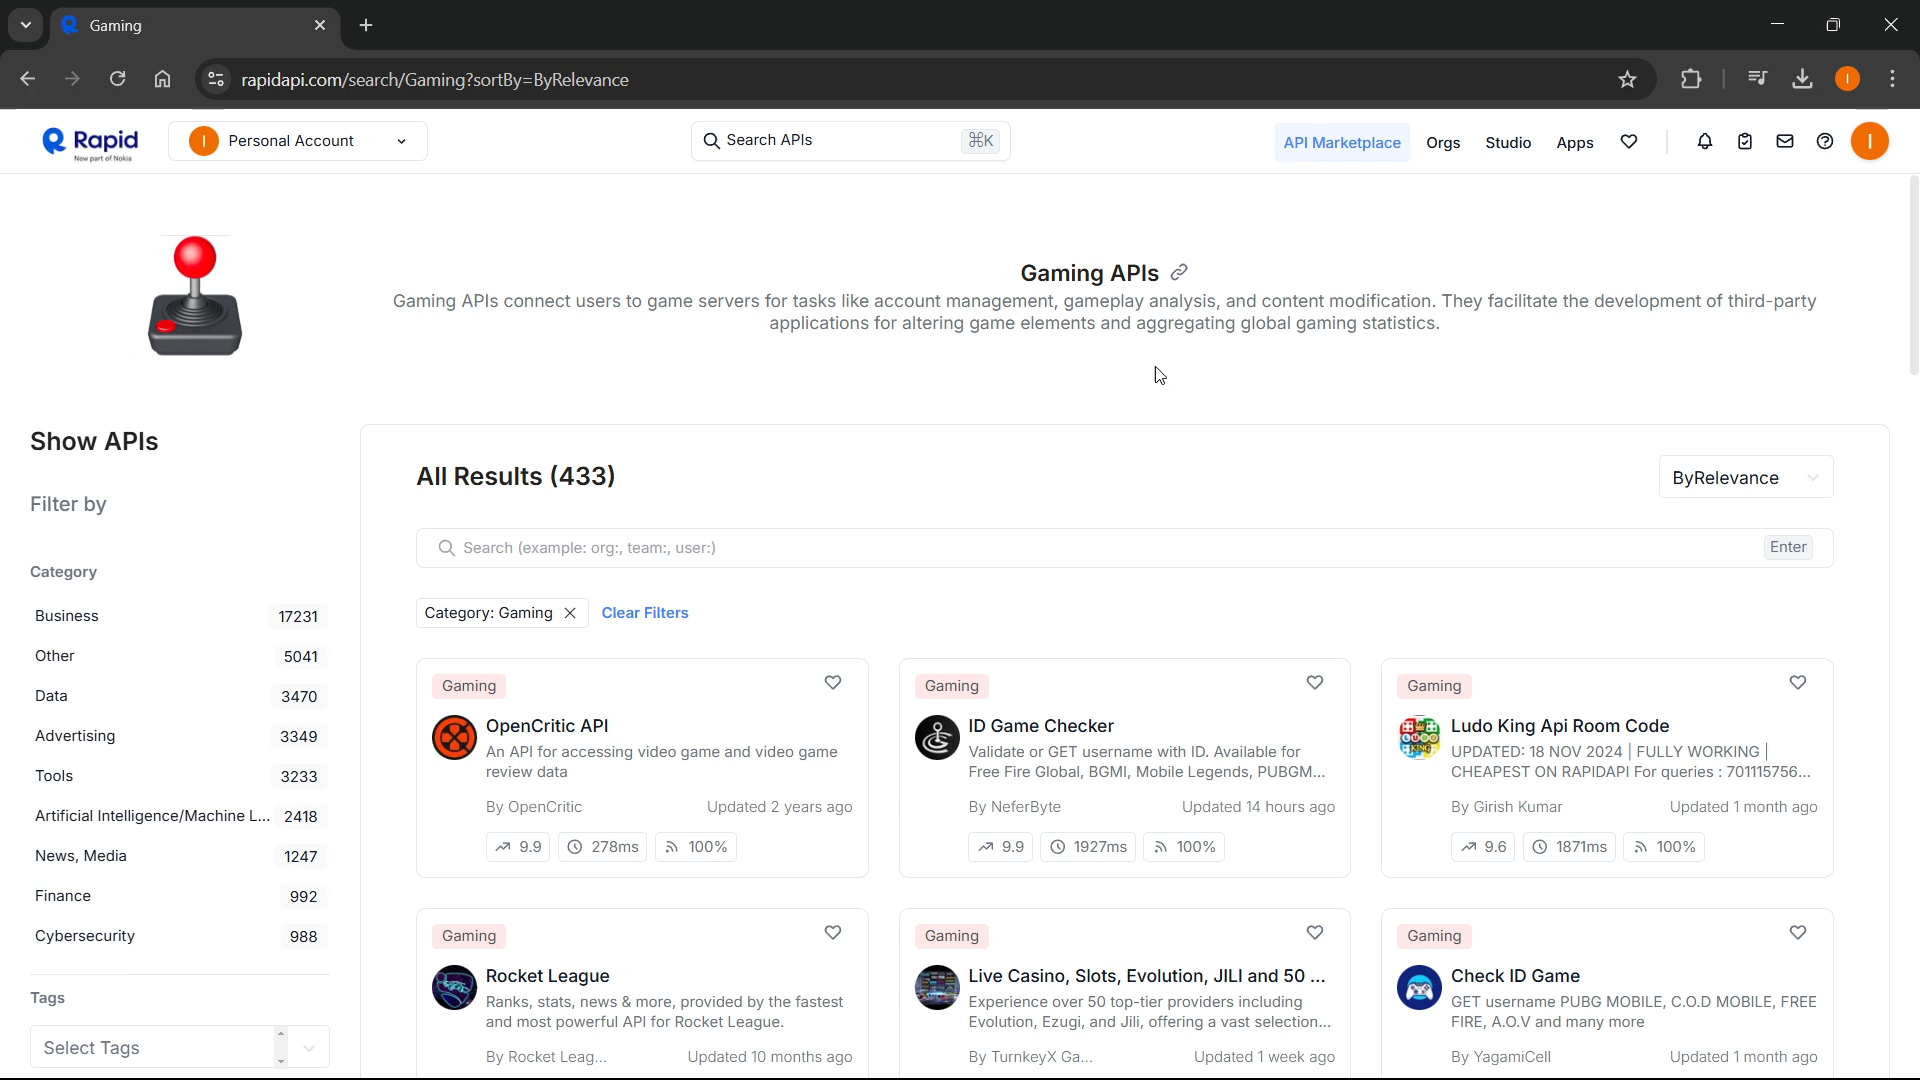 Gaming
rapidapi.com/search/Gaming?sortBy=ByRelevance
I
Rapid
Now part of Nokia
I
Personal Account
Search APIs
⌘K
API Marketplace
Orgs
Studio
Apps
I
Gaming APIs
Gaming APIs connect users to game servers for tasks like account management, gameplay analysis, and content modification. They facilitate the development of third-party
applications for altering game elements and aggregating global gaming statistics.
Show APIs
Filter by
Category
Business 17231
Other 5041
Data 3470
Advertising 3349
Tools 3233
Artificial Intelligence/Machine L... 2418
News, Media 1247
Finance 992
Cybersecurity 988
Tags
Select Tags
All Results (433)
ByRelevance
Search (example: org:, team:, user:)
Enter
Category: Gaming
Clear Filters
Gaming
OpenCritic API
An API for accessing video game and video game
review data
By OpenCritic
Updated 2 years ago
9.9
278ms
100%
Gaming
ID Game Checker
Validate or GET username with ID. Available for
Free Fire Global, BGMI, Mobile Legends, PUBGM...
By NeferByte
Updated 14 hours ago
9.9
1927ms
100%
Gaming
LUDO
KING
Ludo King Api Room Code
UPDATED: 18 NOV 2024 | FULLY WORKING |
CHEAPEST ON RAPIDAPI For queries : 701115756...
By Girish Kumar
Updated 1 month ago
9.6
1871ms
100%
Gaming
Rocket League
Ranks, stats, news & more, provided by the fastest
and most powerful API for Rocket League.
By Rocket Leag...
Updated 10 months ago
Gaming
Live Casino, Slots, Evolution, JILI and 50 ...
Experience over 50 top-tier providers including
Evolution, Ezugi, and Jili, offering a vast selection...
By TurnkeyX Ga...
Updated 1 week ago
Gaming
Check ID Game
GET username PUBG MOBILE, C.O.D MOBILE, FREE
FIRE, A.O.V and many more
By YagamiCell
Updated 1 month ago